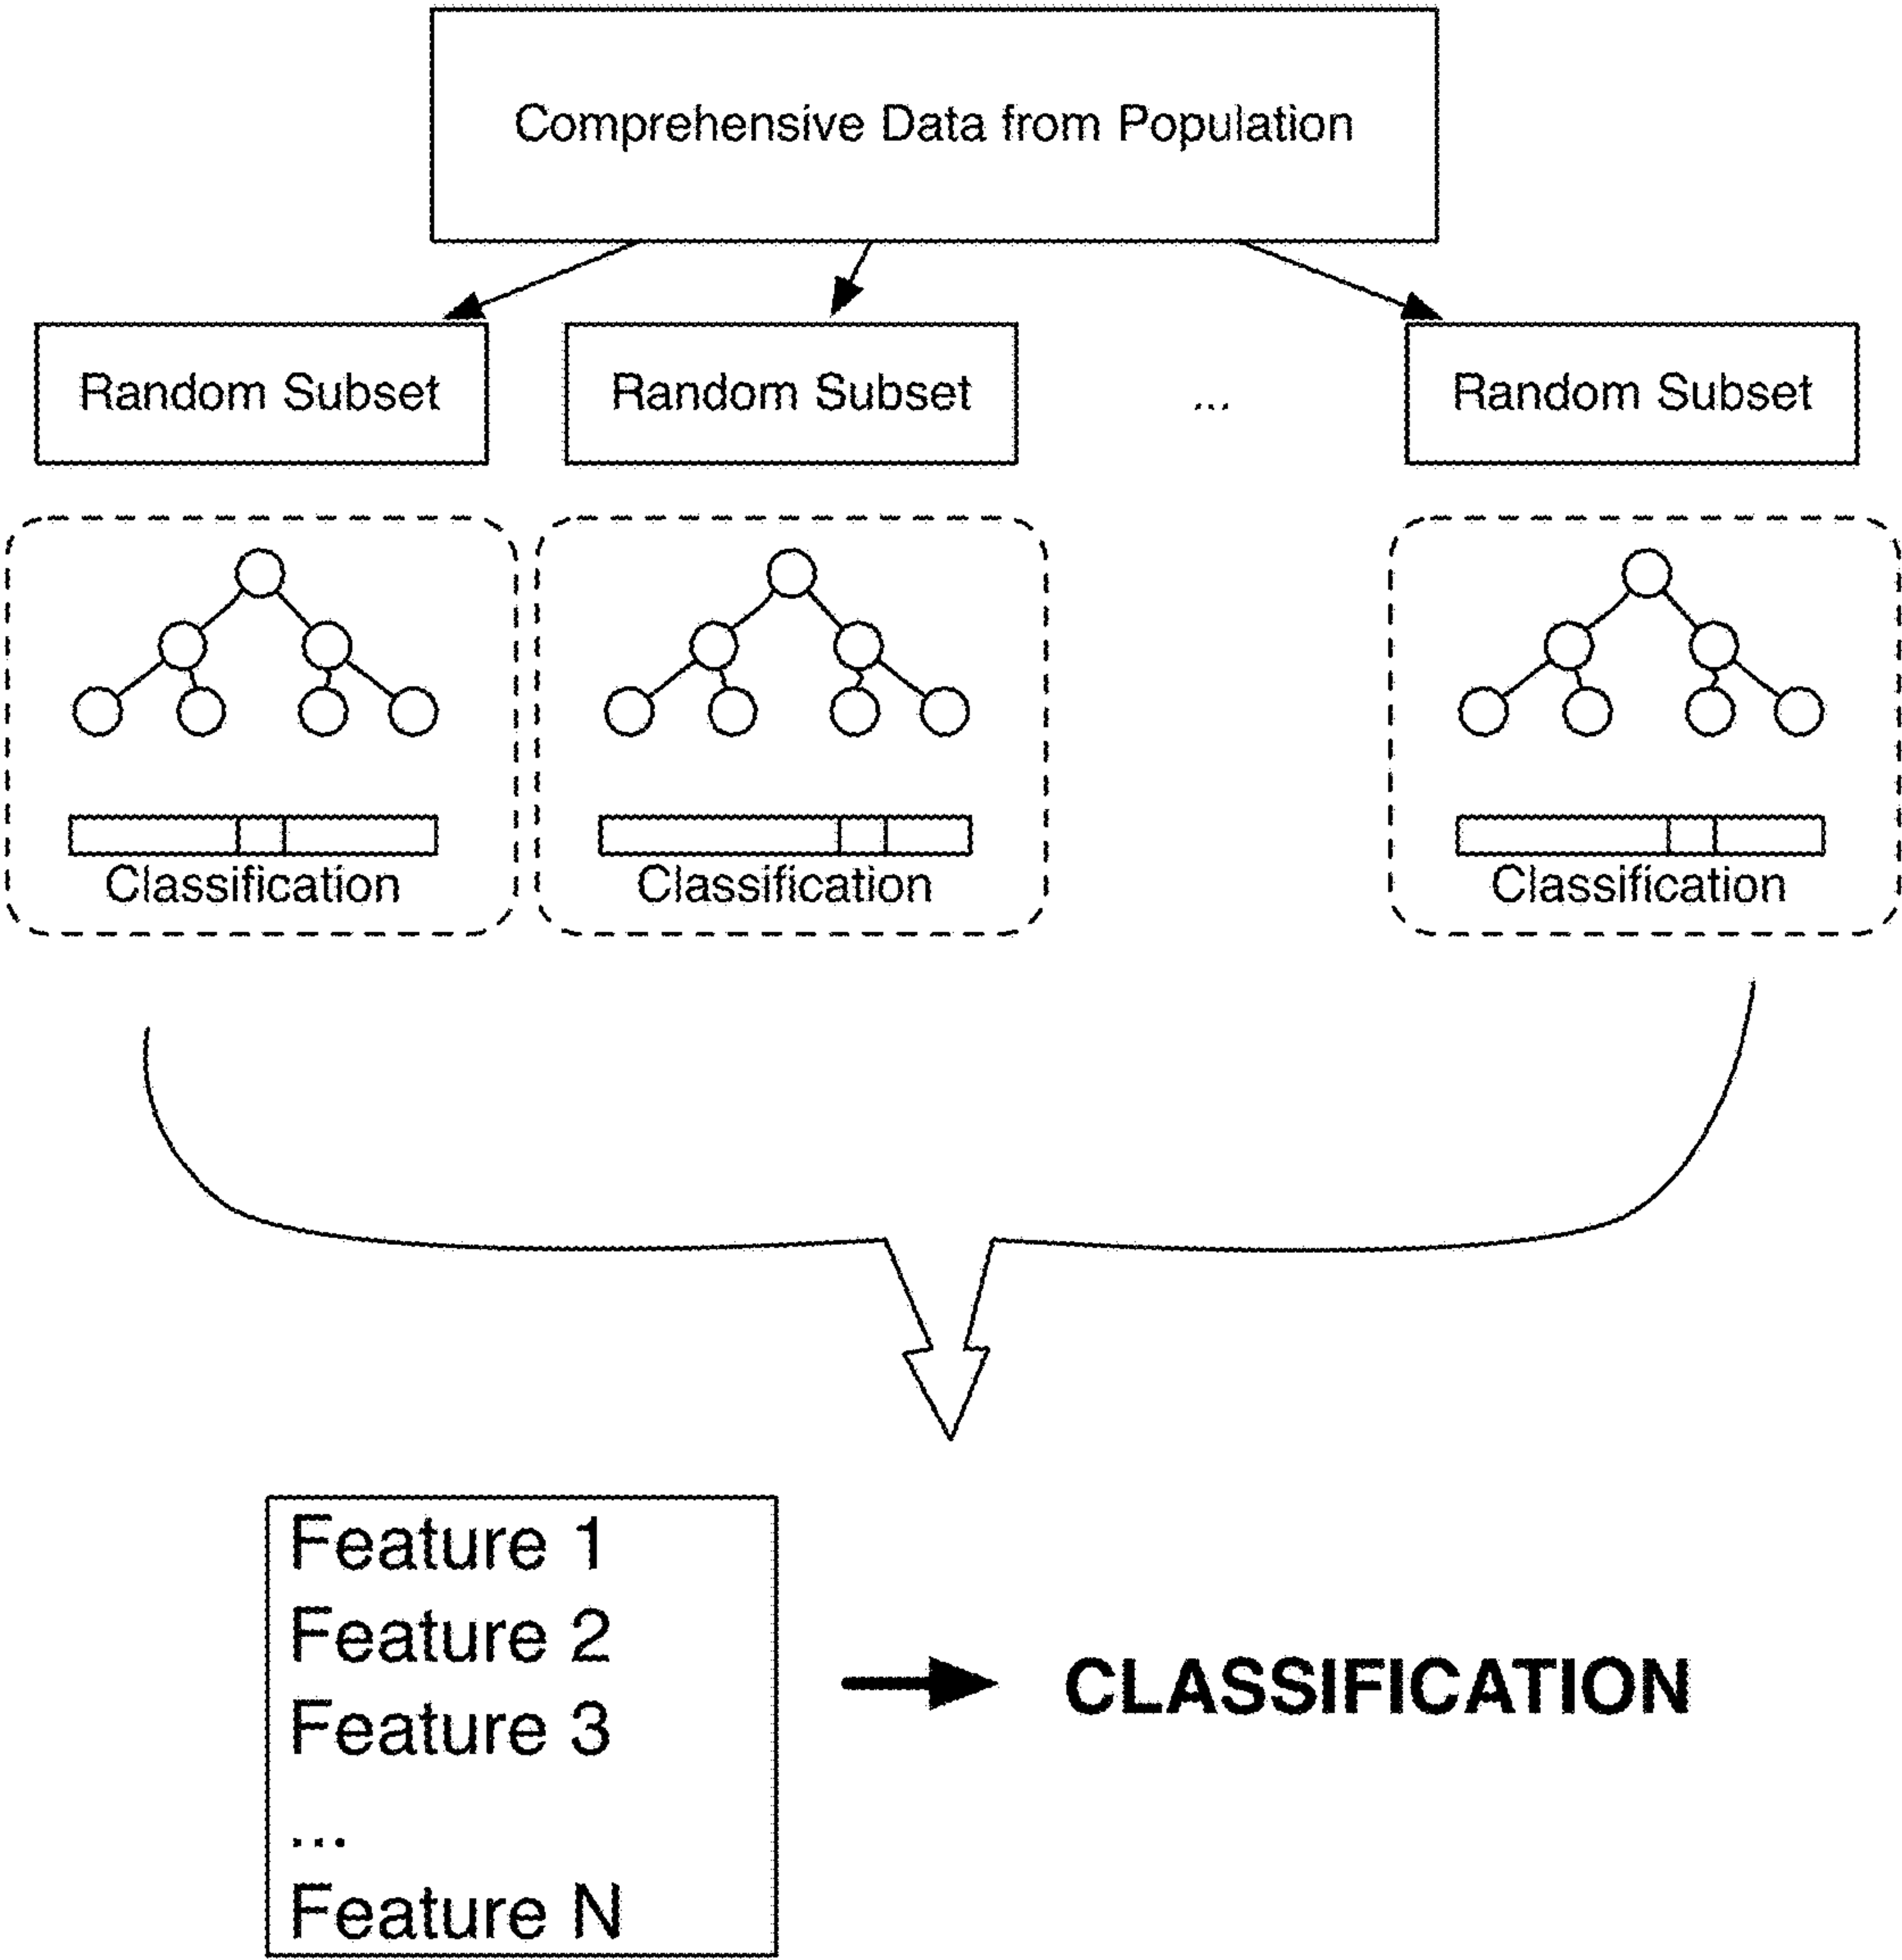 Comprehensive Data from Population
Random Subset
Random Subset
...
Random Subset
Classification
Classification
Classification
Feature 1
Feature 2
Feature 3
...
Feature N
CLASSIFICATION